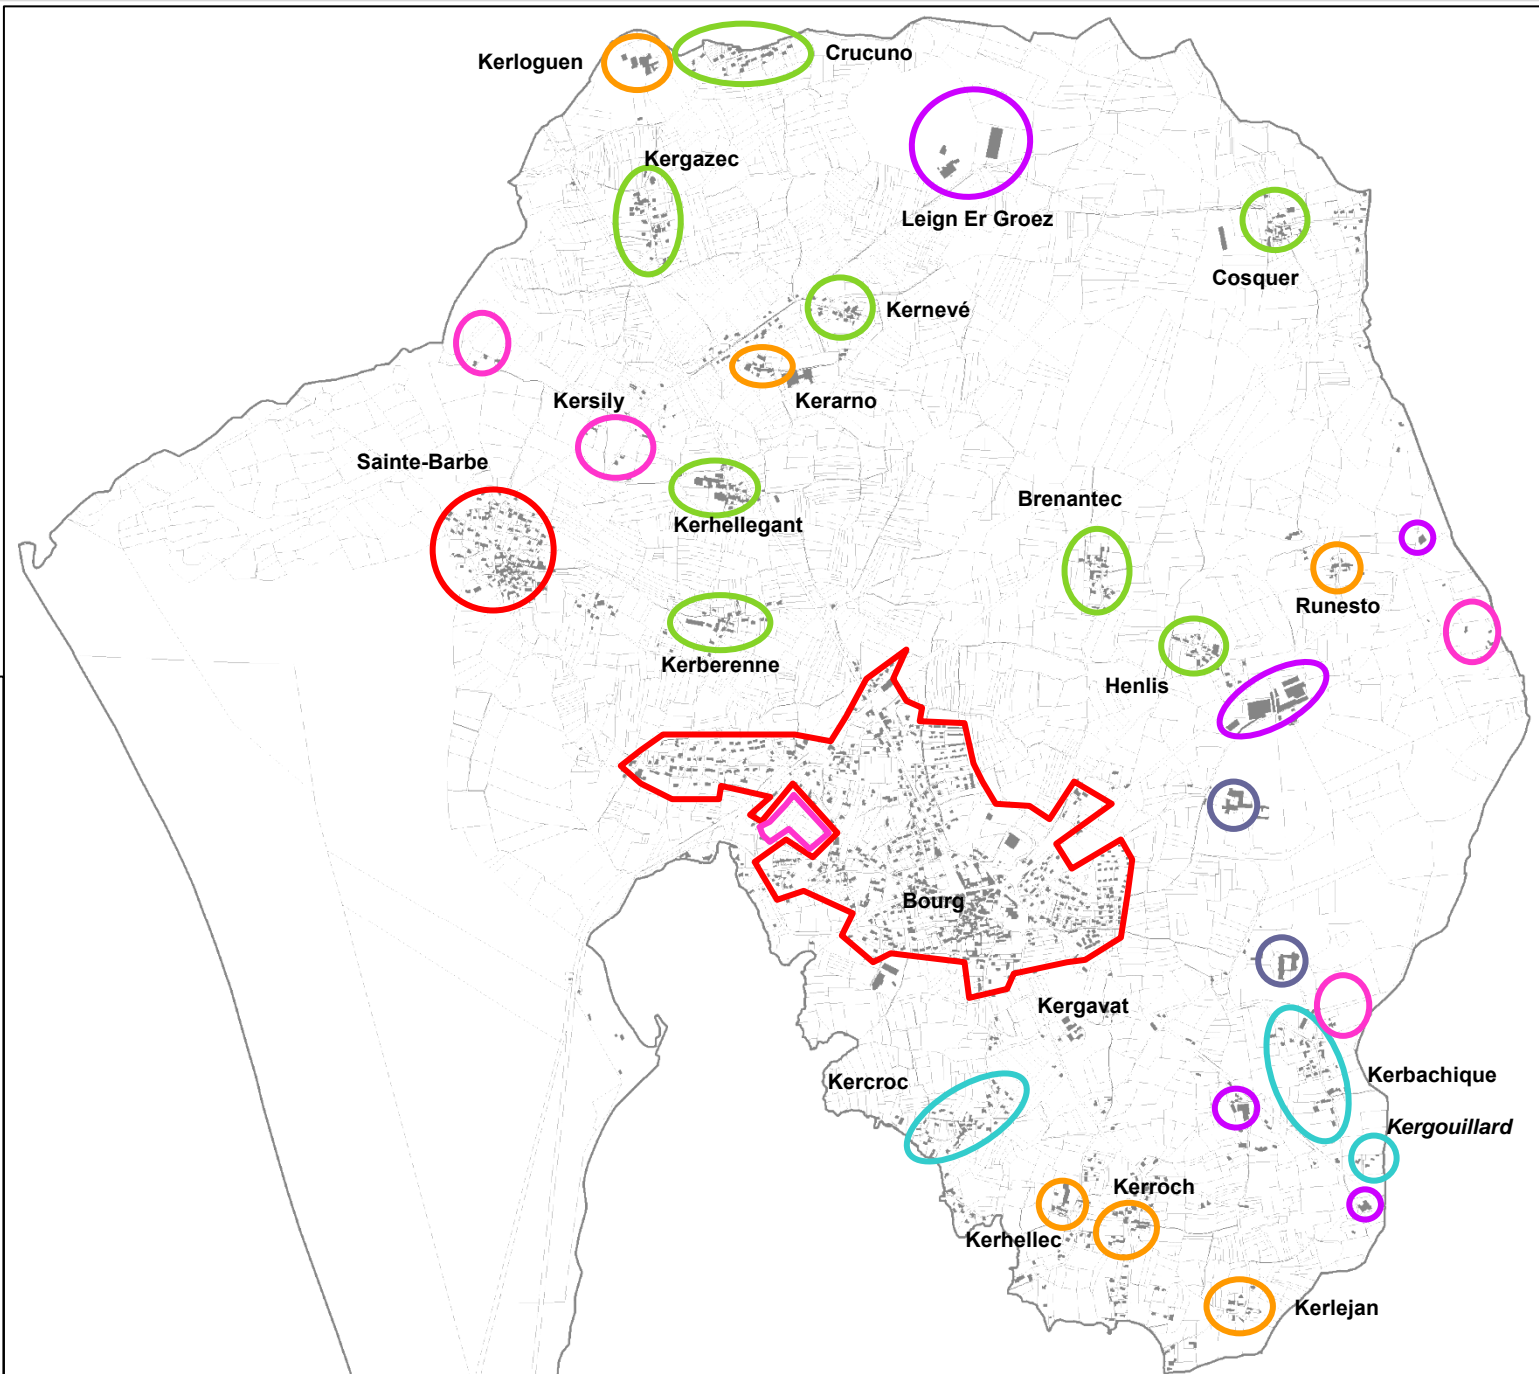 Kerloguen
Crucuno
Kergazec
Leign Er Groez
Cosquer
Kernevé
Kerarno
Kersily
Sainte-Barbe
Kerhellegant
Brenantec
Runesto
Kerberenne
Henlis
Bourg
Kergavat
Kercroc
Kerbachique
Kergouillard
Kerroch
Kerhellec
Kerlejan